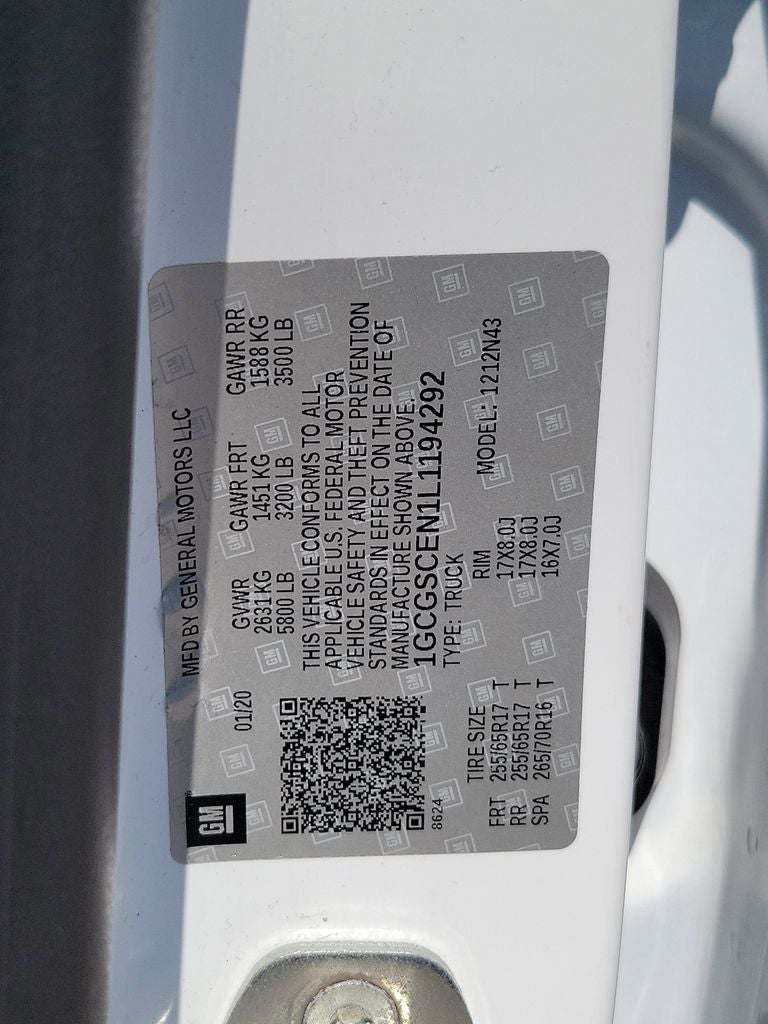 GM
MFD BY GENERAL MOTORS LLC
01/20
GVWR GAWR FRT GAWR RR
2631 KG 1451 KG 1588 KG
5800 LB 3200 LB 3500 LB
THIS VEHICLE CONFORMS TO ALL
APPLICABLE U.S. FEDERAL MOTOR
VEHICLE SAFETY AND THEFT PREVENTION
STANDARDS IN EFFECT ON THE DATE OF
MANUFACTURE SHOWN ABOVE.
1GCGSCEN1L1194292
8624
TYPE: TRUCK
TIRE SIZE RIM MODEL: 1212N43
FRT 255/65R17 T 17X8.0J
RR 255/65R17 T 17X8.0J
SPA 265/70R16 T 16X7.0J